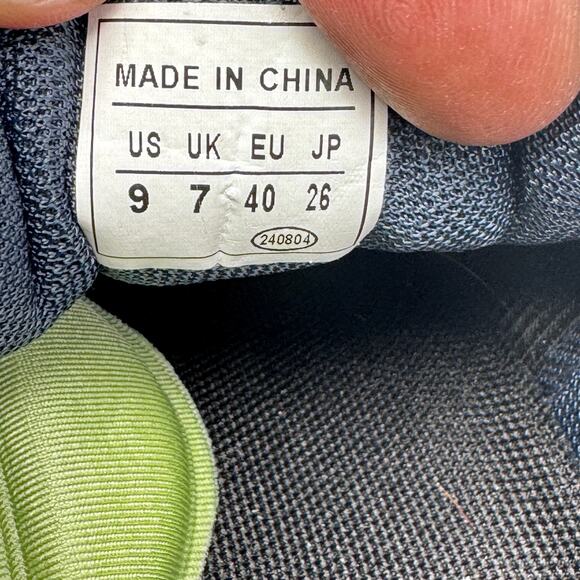 MADE IN CHINA
US UK EU JP
9 7 40 26
240804